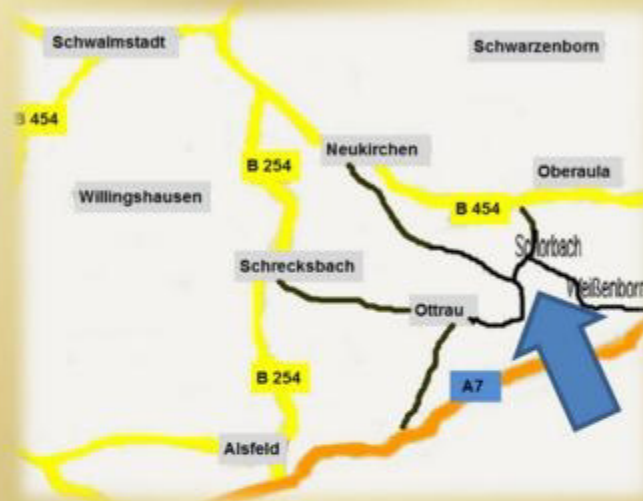 Schwalmstadt
Schwarzenborn
B 454
Neukirchen
B 254
Oberaula
Willingshausen
B 454
Schorbach
Schrecksbach
Weißenborn
Ottrau
B 254
A7
Alsfeld